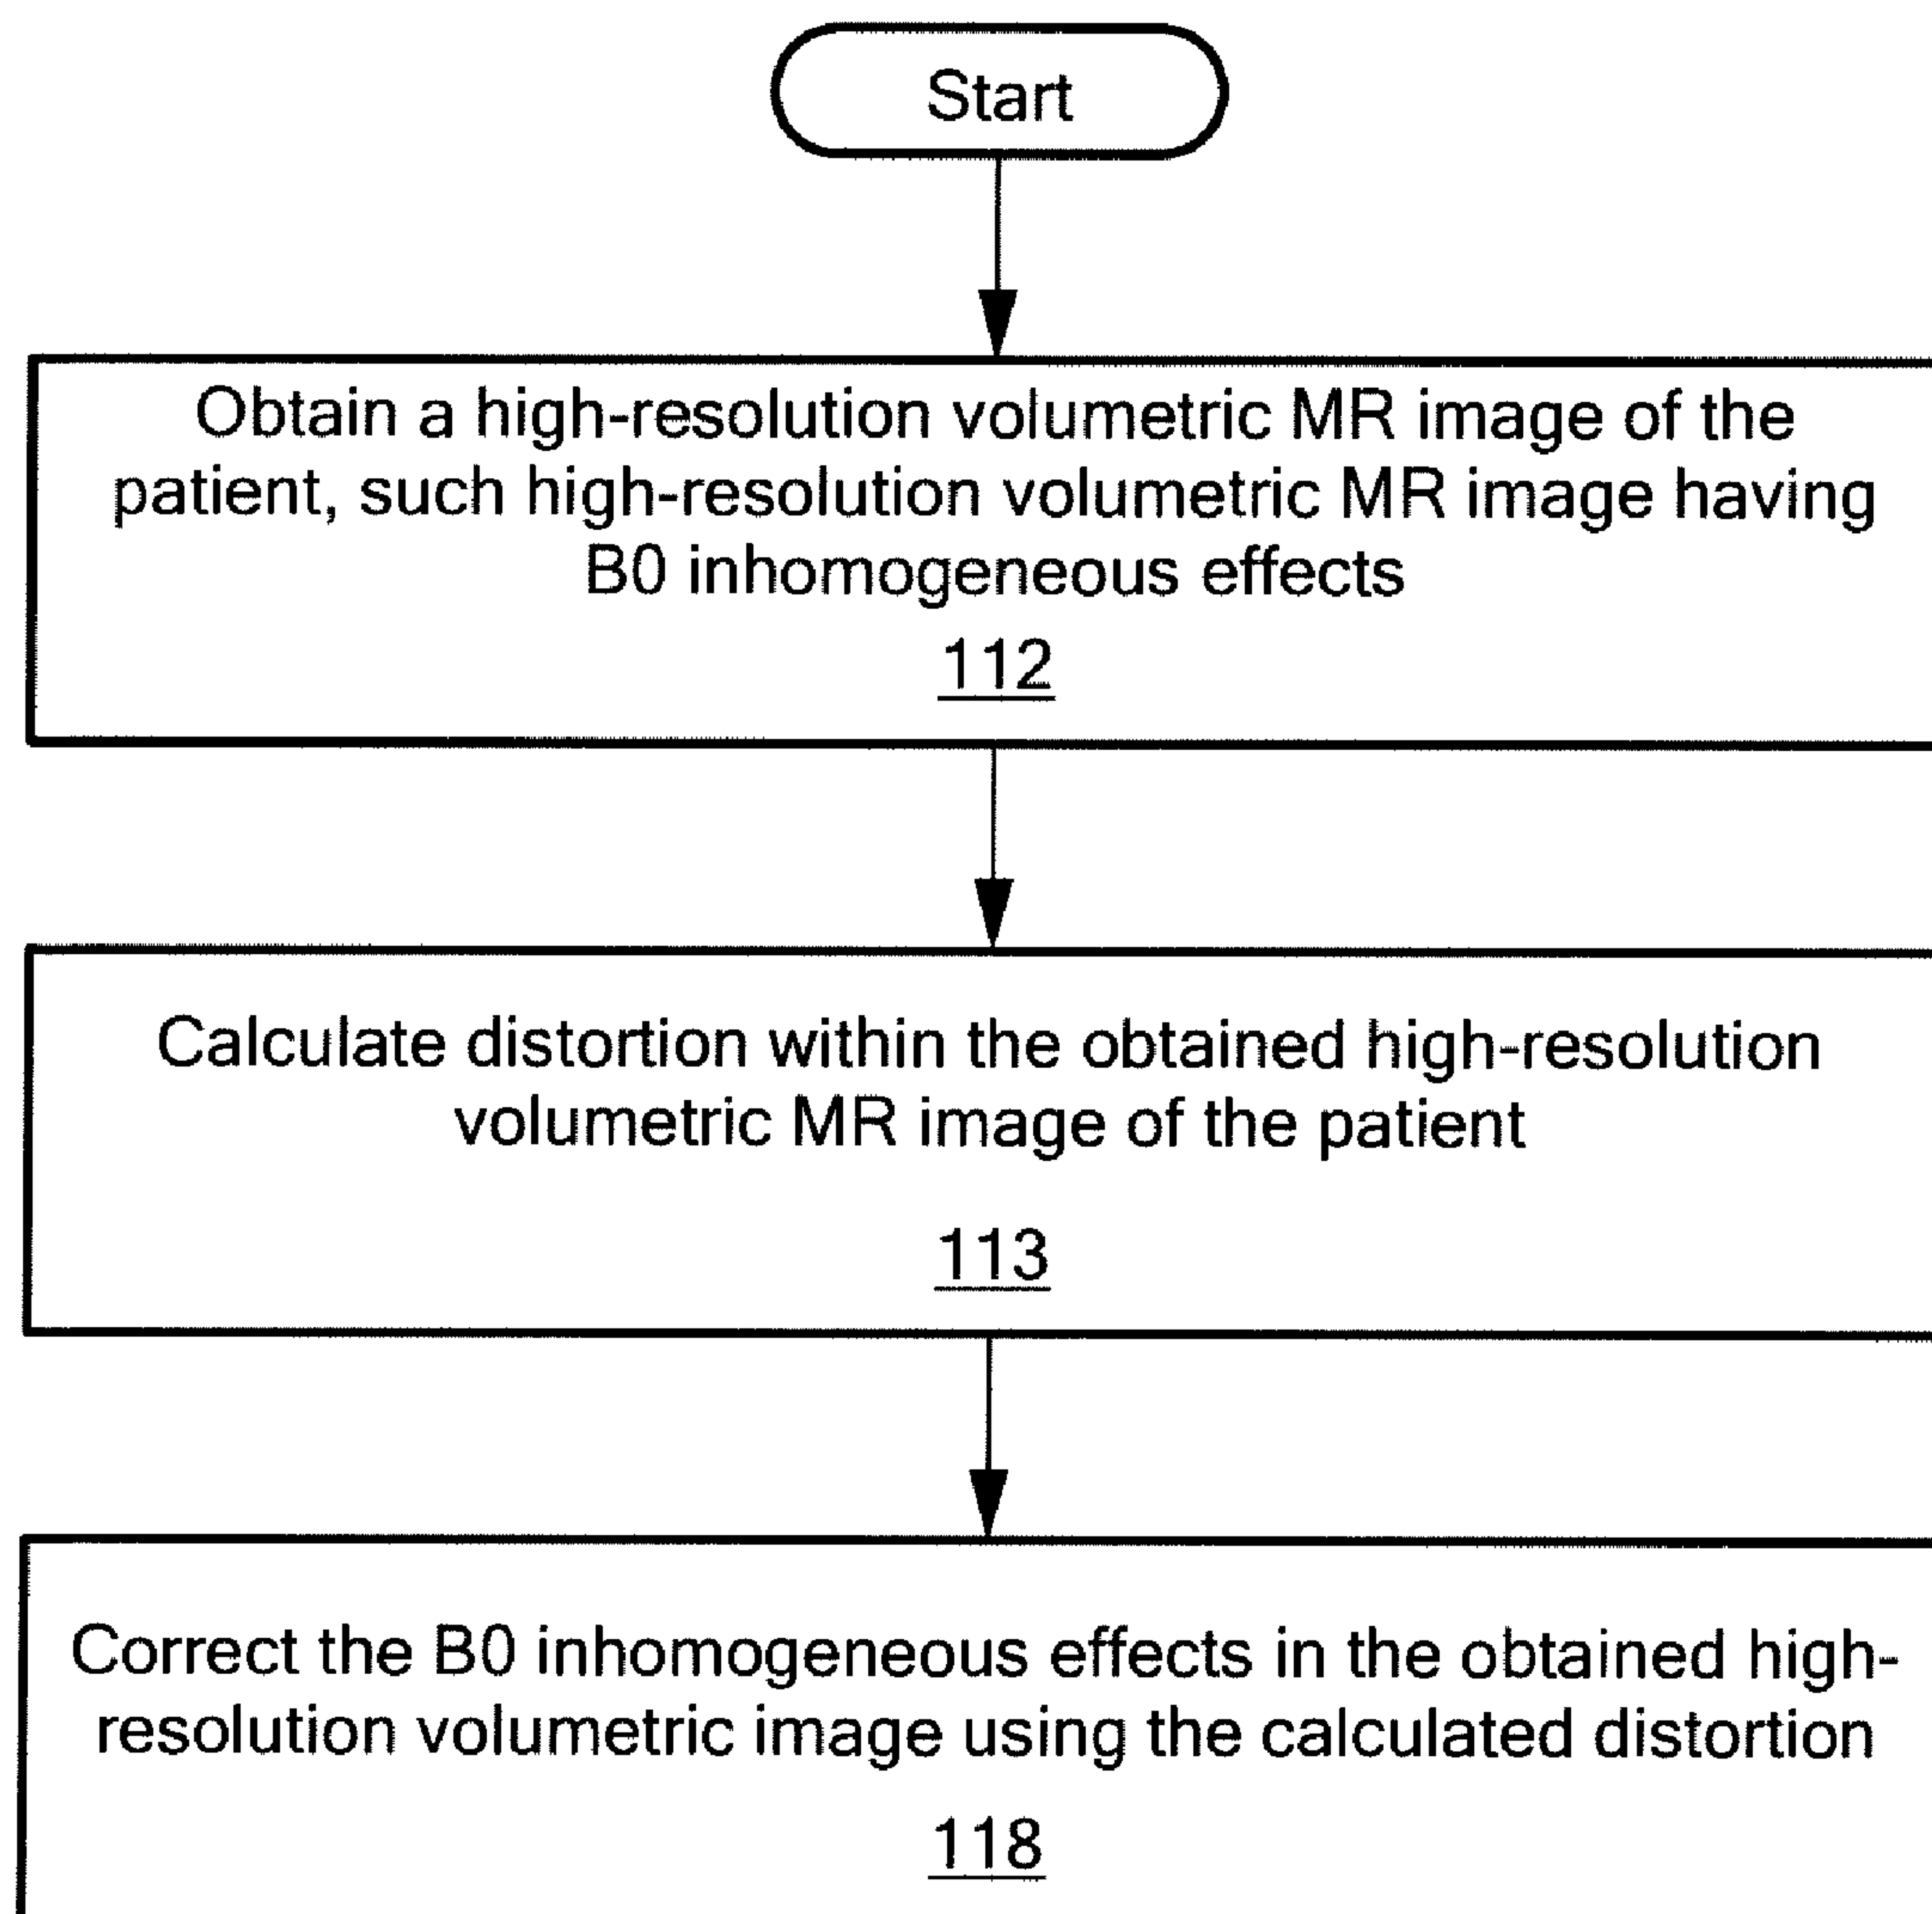 Start
Obtain a high-resolution volumetric MR image of the
patient, such high-resolution volumetric MR image having
B0 inhomogeneous effects
112
Calculate distortion within the obtained high-resolution
volumetric MR image of the patient
113
Correct the B0 inhomogeneous effects in the obtained high-
resolution volumetric image using the calculated distortion
118